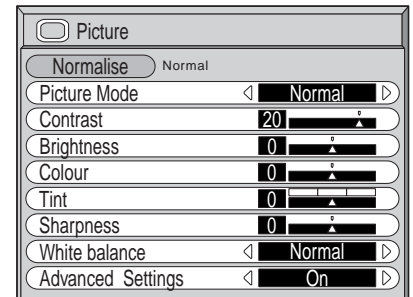 Picture
Normalise Normal
Picture Mode Normal
Contrast 20
Brightness 0
Colour 0
Tint 0
Sharpness 0
White balance Normal
Advanced Settings On